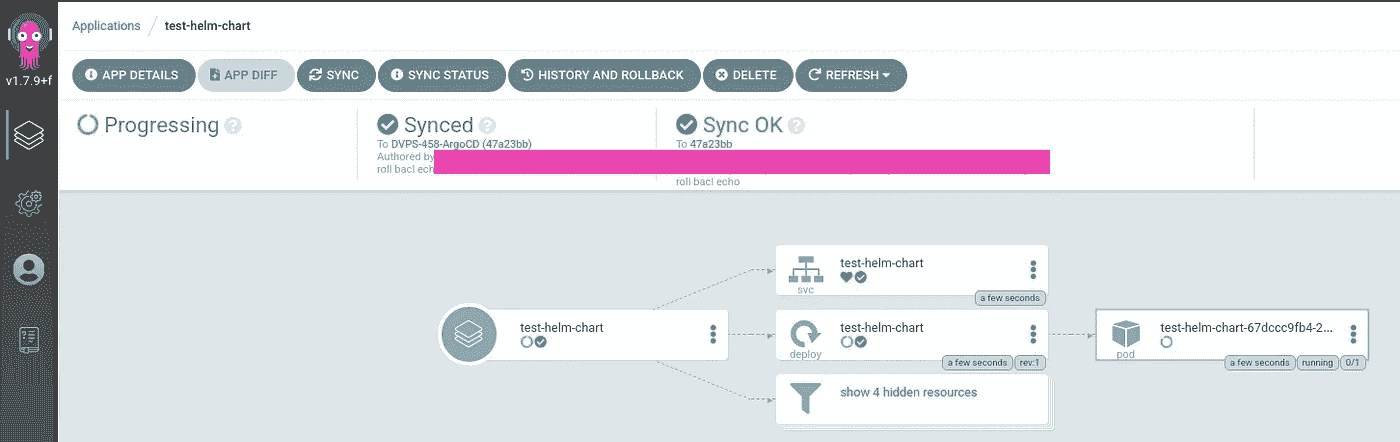 Applications / test-helm-chart
v1.7.9+f
APP DETAILS APP DIFF SYNC SYNC STATUS HISTORY AND ROLLBACK DELETE REFRESH
Progressing
Synced
To DVPS-458-ArgoCD (47a23bb)
Authored by
roll bacl echo
Sync OK
To 47a23bb
roll bacl echo
test-helm-chart
svc
test-helm-chart
a few seconds
deploy
test-helm-chart
a few seconds rev:1
show 4 hidden resources
pod
test-helm-chart-67dccc9fb4-2...
a few seconds running 0/1